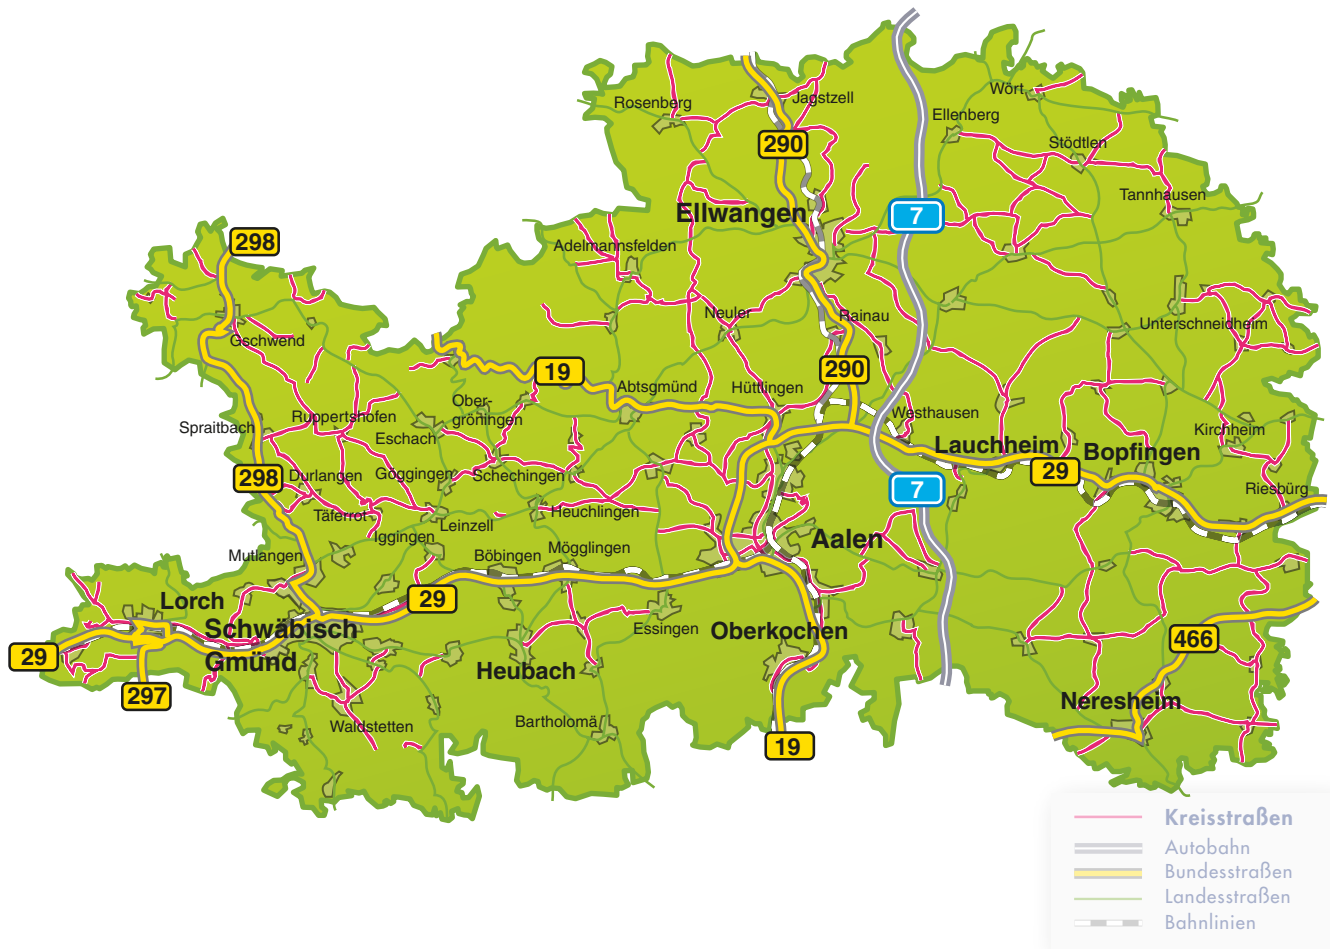 Jagstzell
Rosenberg
Wört
Ellenberg
290
Stödtlen
Tannhausen
Ellwangen
7
298
Adelmannsfelden
Neuler
Rainau
Unterschneidheim
Gschwend
19
290
Abtsgmünd
Hüttlingen
Ober-
gröningen
Westhausen
Ruppertshofen
Spraitbach
Eschach
Kirchheim
Lauchheim
Bopfingen
298
Durlangen
Göggingen
Schechingen
29
7
Riesbürg
Täferrot
Heuchlingen
Leinzell
Iggingen
Aalen
Mutlangen
Böbingen
Mögglingen
Lorch
29
Schwäbisch
Gmünd
Essingen
Oberkochen
466
29
Heubach
297
Neresheim
Waldstetten
Bartholomä
19
Kreisstraßen
Autobahn
Bundesstraßen
Landesstraßen
Bahnlinien